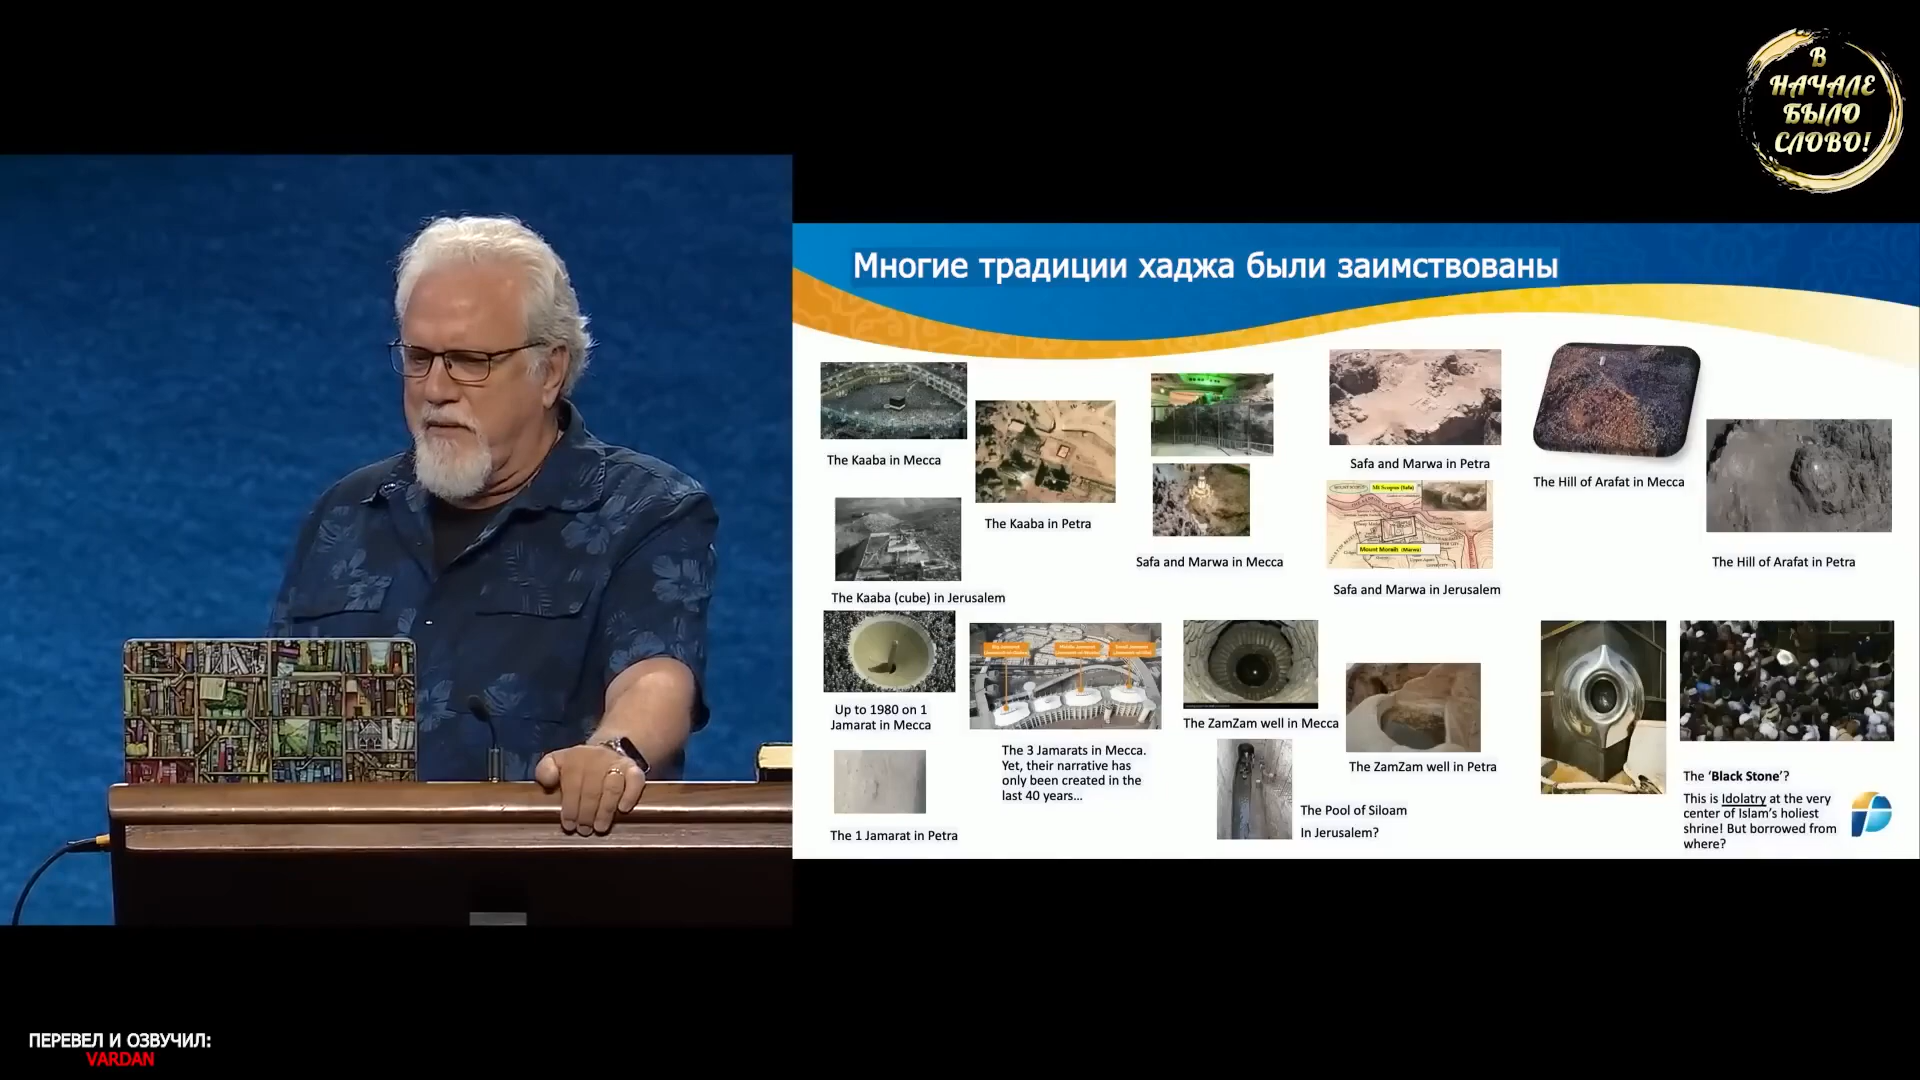 В
НАЧАЛЕ
БЫЛО
СЛОВО!
Многие традиции хаджа были заимствованы
The Kaaba in Mecca
The Kaaba in Petra
The Kaaba (cube) in Jerusalem
Safa and Marwa in Mecca
Safa and Marwa in Petra
Mt Scopus (Safa)
Mount Moraih (Marwa)
Safa and Marwa in Jerusalem
The Hill of Arafat in Mecca
The Hill of Arafat in Petra
Up to 1980 on 1
Jamarat in Mecca
The 1 Jamarat in Petra
The 3 Jamarats in Mecca.
Yet, their narrative has
only been created in the
last 40 years...
The ZamZam well in Mecca
The ZamZam well in Petra
The Pool of Siloam
In Jerusalem?
The ‘Black Stone’?
This is Idolatry at the very
center of Islam's holiest
shrine! But borrowed from
where?
ПЕРЕВЕЛ И ОЗВУЧИЛ:
VARDAN